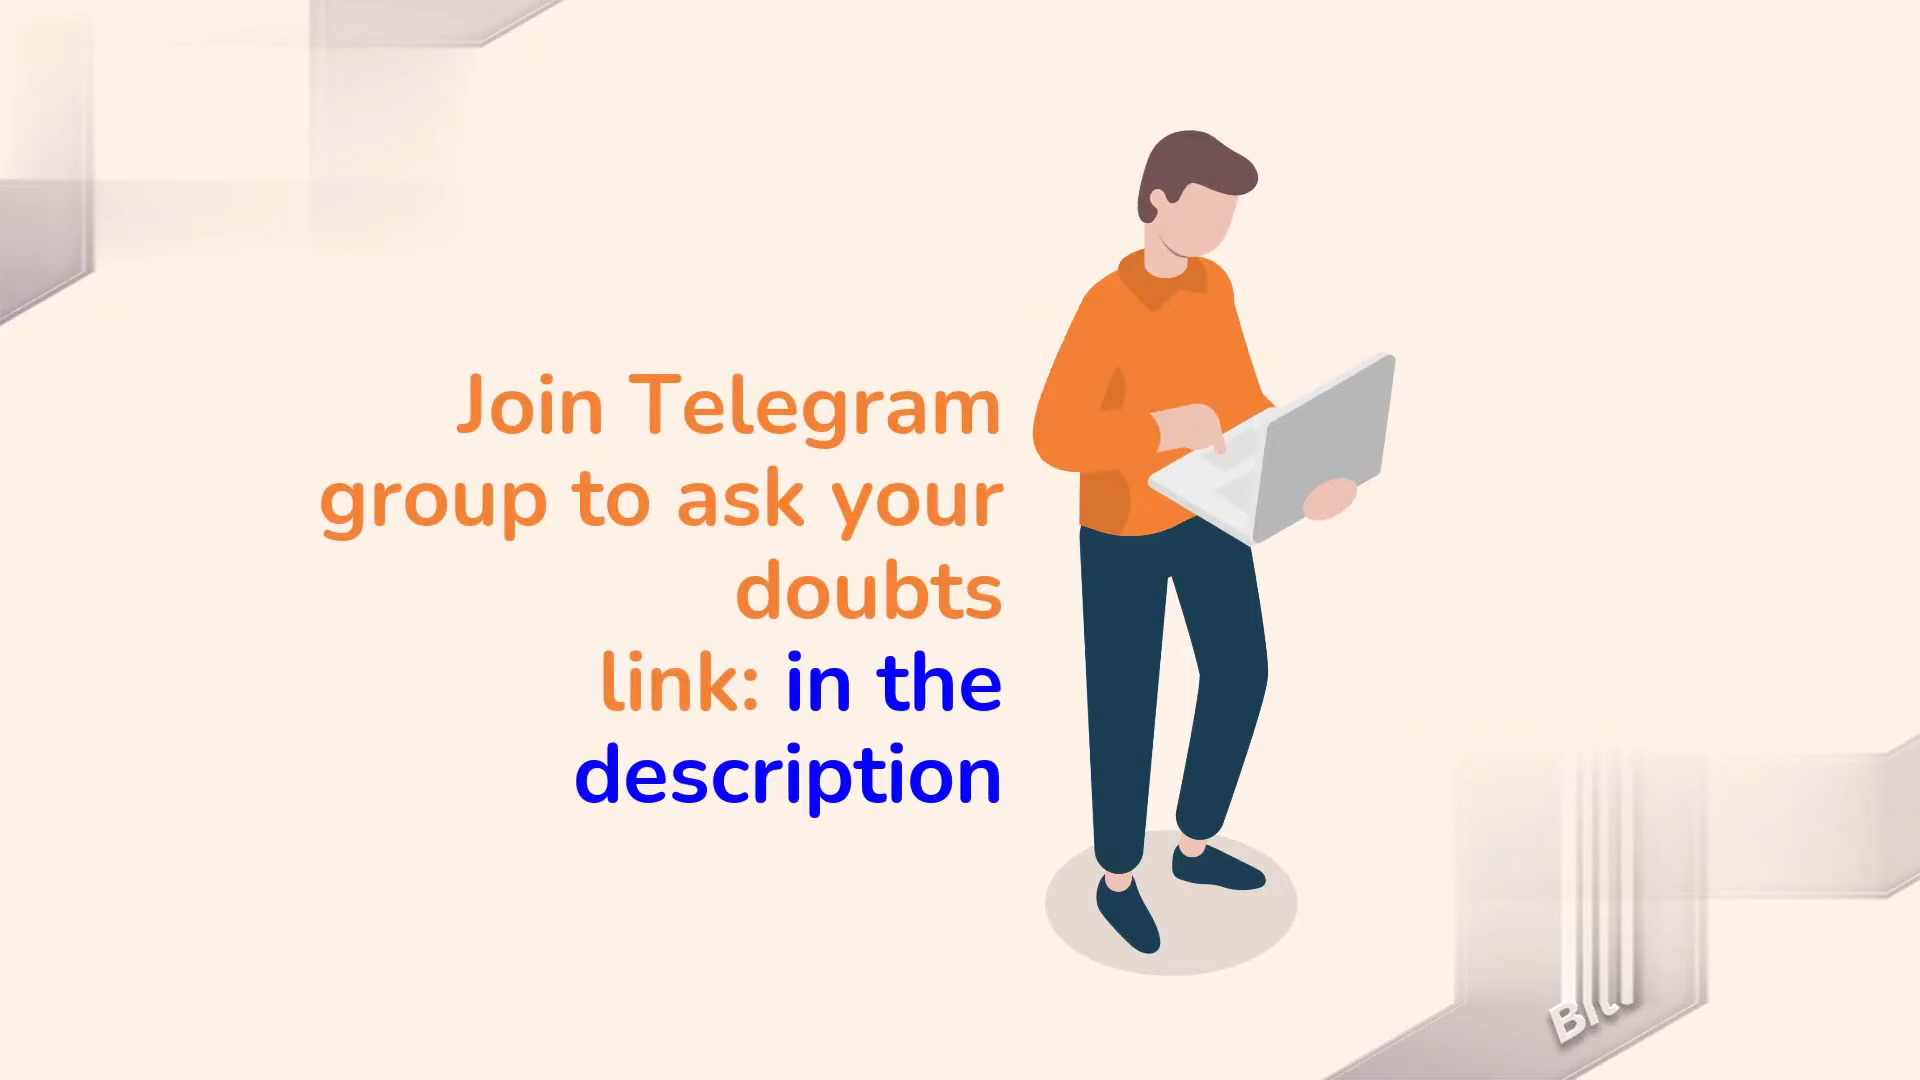 Join Telegram
group to ask your
doubts
link: in the
description